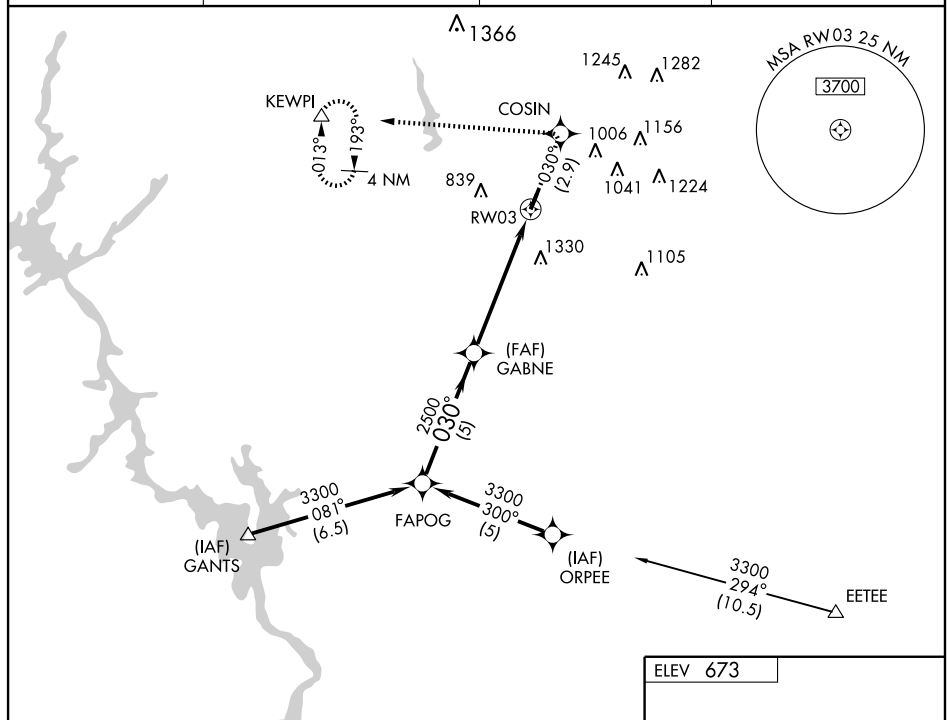 1366
1245
1282
MSA RW03 25 NM
3700
KEWPI
COSIN
013°
193°
4 NM
1006
1156
030°
(2.9)
1041
1224
839
RW03
1330
1105
(FAF)
GABNE
2500
030°
(5)
3300
081°
(6.5)
FAPOG
3300
300°
(5)
(IAF)
GANTS
(IAF)
ORPEE
3300
294°
(10.5)
EETEE
ELEV 673